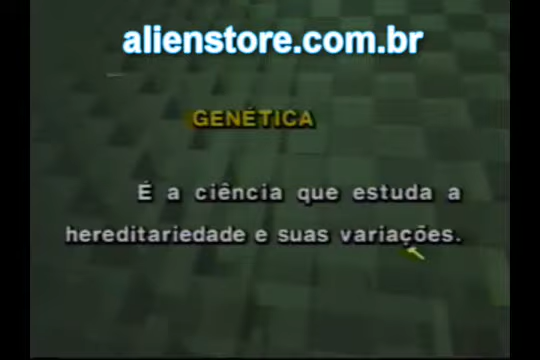 alienstore.com.br
GENÉTICA
É a ciência que estuda a
hereditariedade e suas variações.